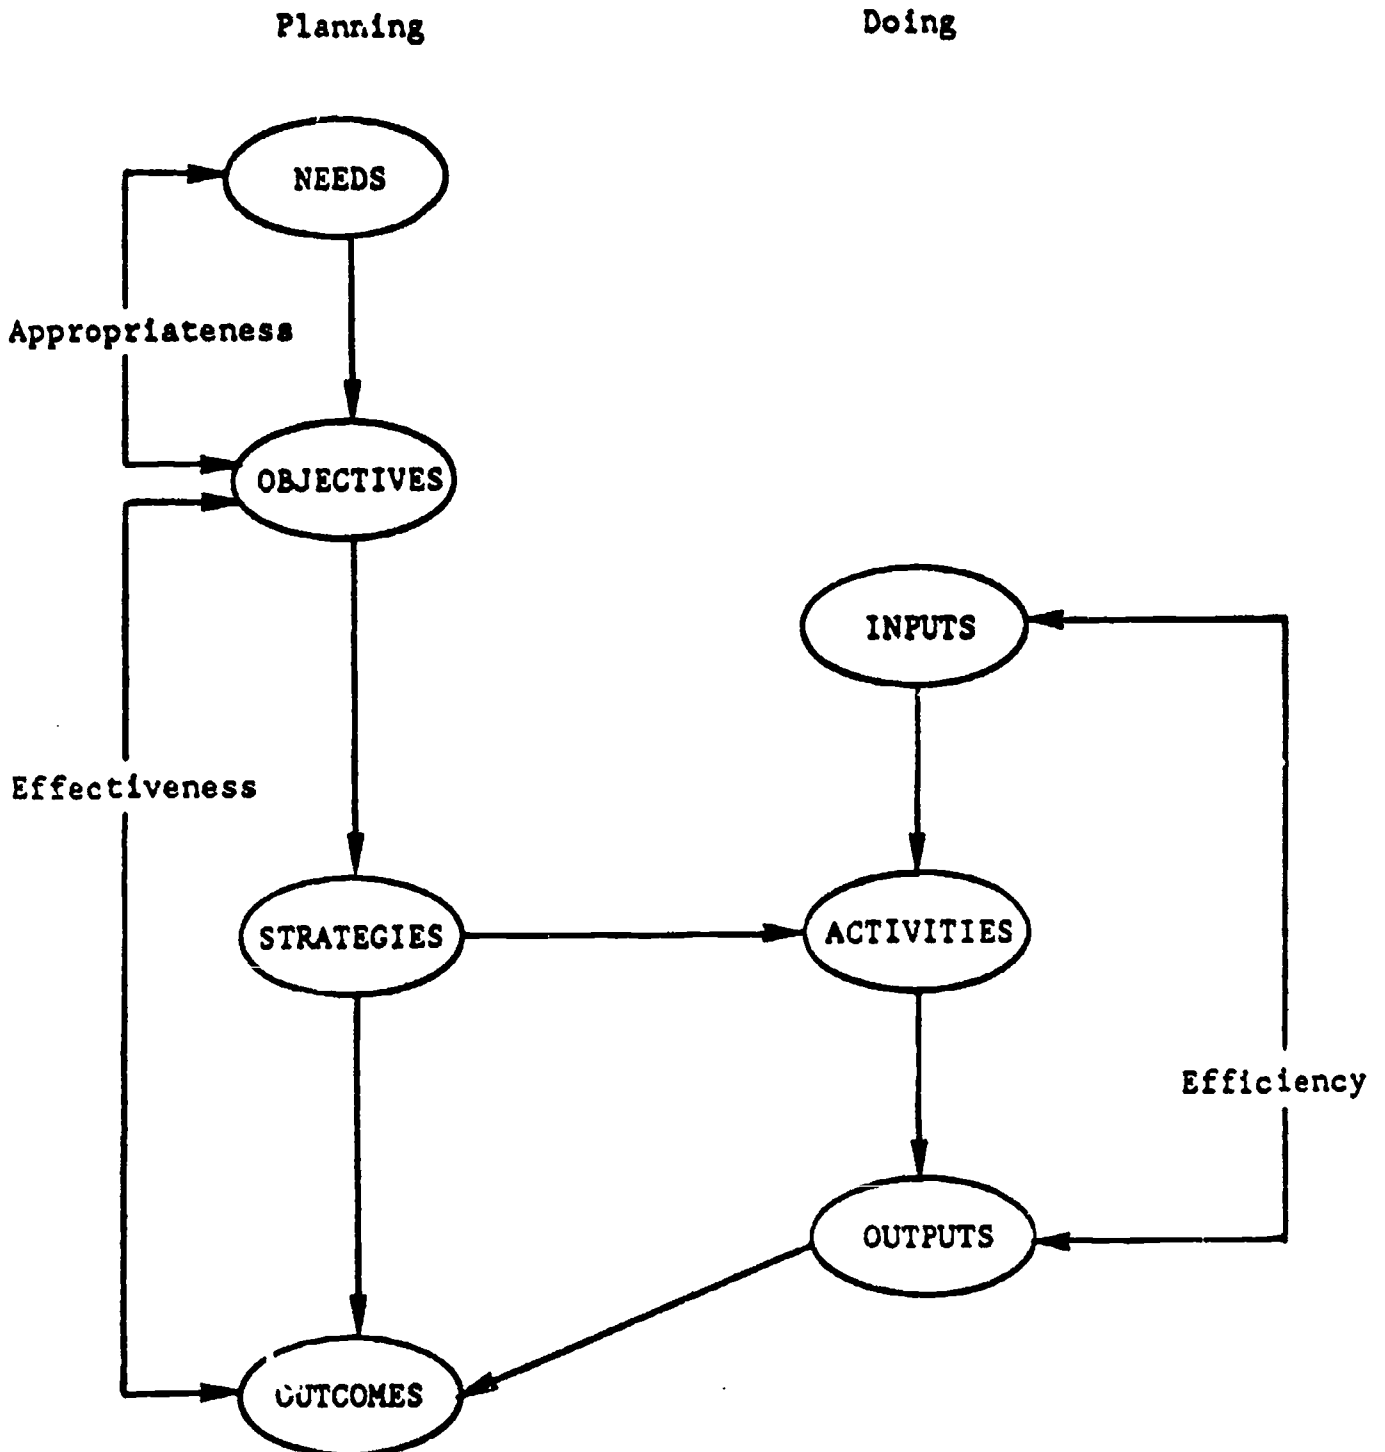 Planning
Doing
NEEDS
Appropriateness
OBJECTIVES
INPUTS
Effectiveness
STRATEGIES
ACTIVITIES
Efficiency
OUTPUTS
OUTCOMES